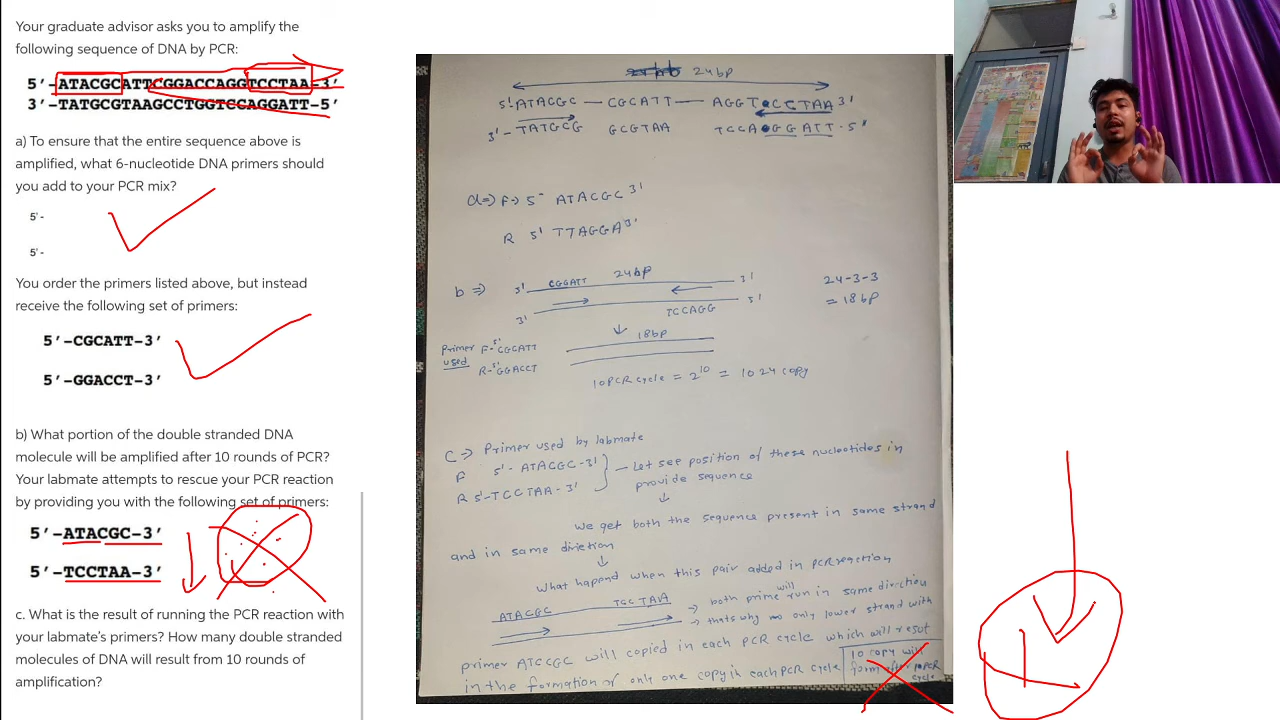 Your graduate advisor asks you to amplify the
following sequence of DNA by PCR:
5′-ATACGCATTCGGACCAGGTCCTAA-3′
3′-TATGCGTAAGCCTGGTCCAGGATT-5′
a) To ensure that the entire sequence above is
amplified, what 6-nucleotide DNA primers should
you add to your PCR mix?
5′-
5′-
You order the primers listed above, but instead
receive the following set of primers:
5′-CGCATT-3′
5′-GGACCT-3′
b) What portion of the double stranded DNA
molecule will be amplified after 10 rounds of PCR?
Your labmate attempts to rescue your PCR reaction
by providing you with the following set of primers:
5′-ATACGC-3′
5′-TCCTAA-3′
c. What is the result of running the PCR reaction with
your labmate's primers? How many double stranded
molecules of DNA will result from 10 rounds of
amplification?
24bp
5' ATACGC — CGCATT — AGGT CCTAA 3'
3'- TATGCG GCGTAA TCCA GGATT - 5'
a=> F-> 5- ATACGC 3'
R 5' TTAGGA 3'
b => 5' CGGATT 24bp 3'
3' TCCAGG 5'
24-3-3
= 18bp
18bp
Primer used F-5' CGCATT
R-5' GGACCT
10 PCR cycle = 2^10 = 1024 copy
C -> Primer used by labmate
F 5'- ATACGC-3'
R 5'-TCCTAA-3'
— Let see position of these nucleotides in
provide sequence
We get both the sequence present in same strand
and in same direction
What happend when this pair added in PCR reaction
ATACGC TCCTAA
→ both prime will run in same direction
→ thats why only lower strand with
primer ATCCGC will copied in each PCR cycle which will resut
in the formation of only one copy in each PCR cycle
10 copy will
form after 10 PCR
cycle